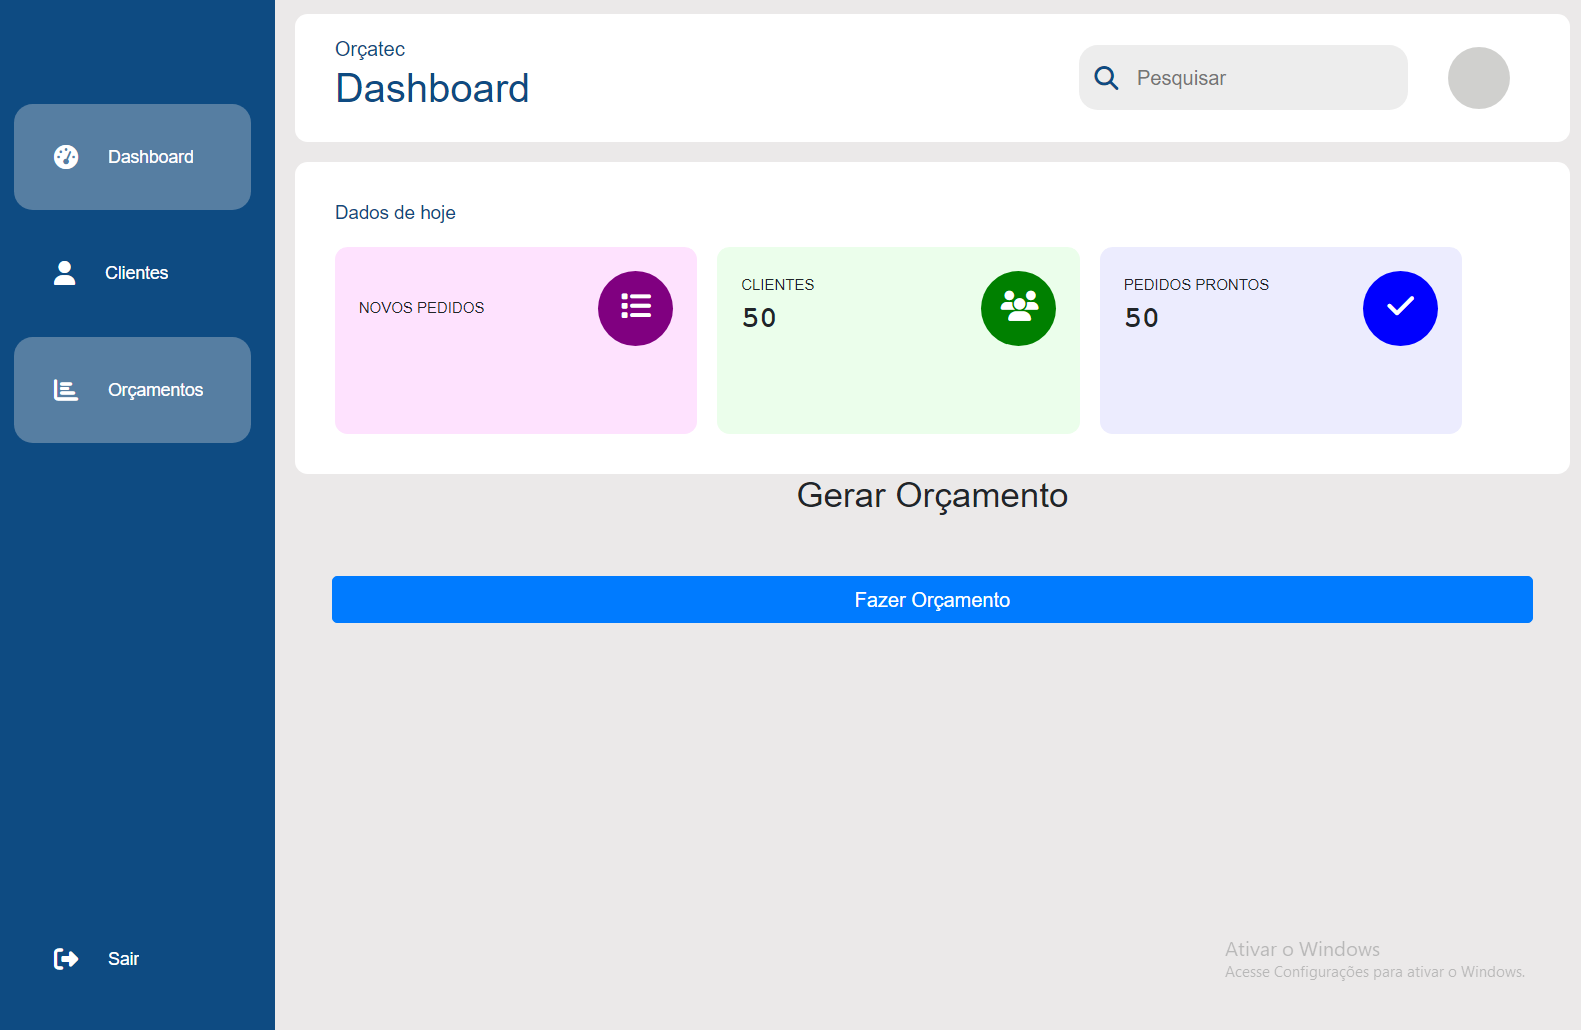 Dashboard
Clientes
Orçamentos
Sair
Orçatec
Dashboard
Pesquisar
Dados de hoje
NOVOS PEDIDOS
CLIENTES
50
PEDIDOS PRONTOS
50
Gerar Orçamento
Fazer Orçamento
Ativar o Windows
Acesse Configurações para ativar o Windows.